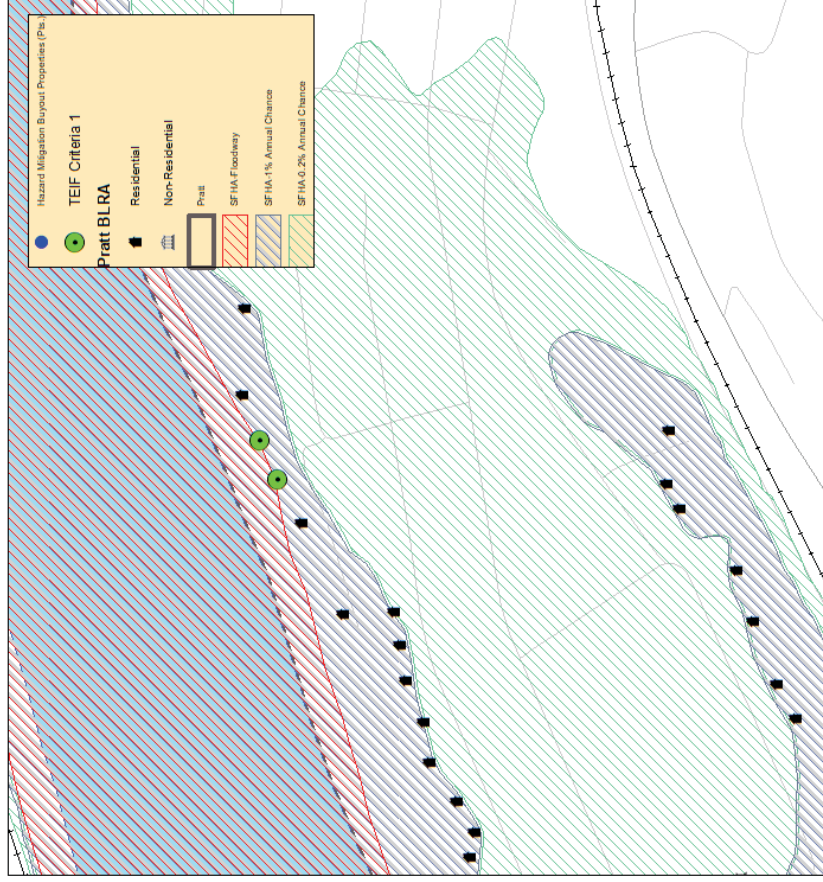 Hazard Mitigation Buyout Properties (Pts.)
TEIF Criteria 1
Pratt BLRA
Residential
Non-Residential
Pratt
SFHA-Floodway
SFHA-1% Annual Chance
SFHA-0.2% Annual Chance